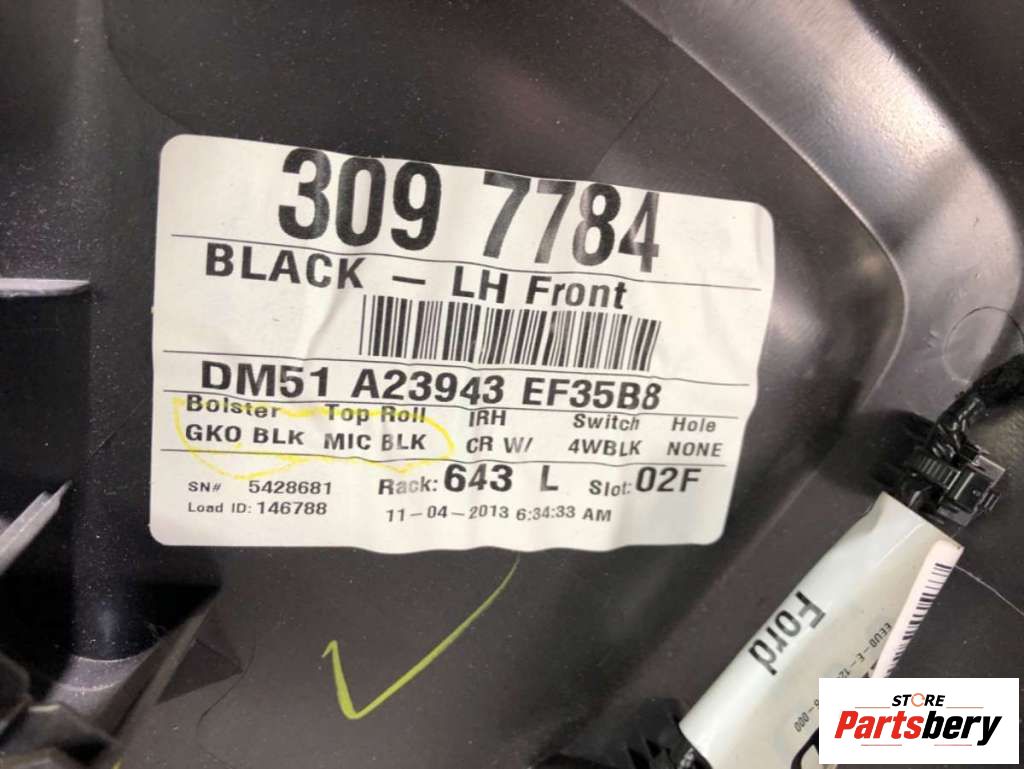 309 7784
BLACK – LH Front
DM51 A23943 EF35B8
Bolster Top Roll IRH Switch Hole
GKO BLK MIC BLK CR W/ 4WBLK NONE
SN# 5428681 Rack: 643 L Slot: 02F
Load ID: 146788 11-04-2013 6:34:33 AM
Ford
STORE
Partsbery